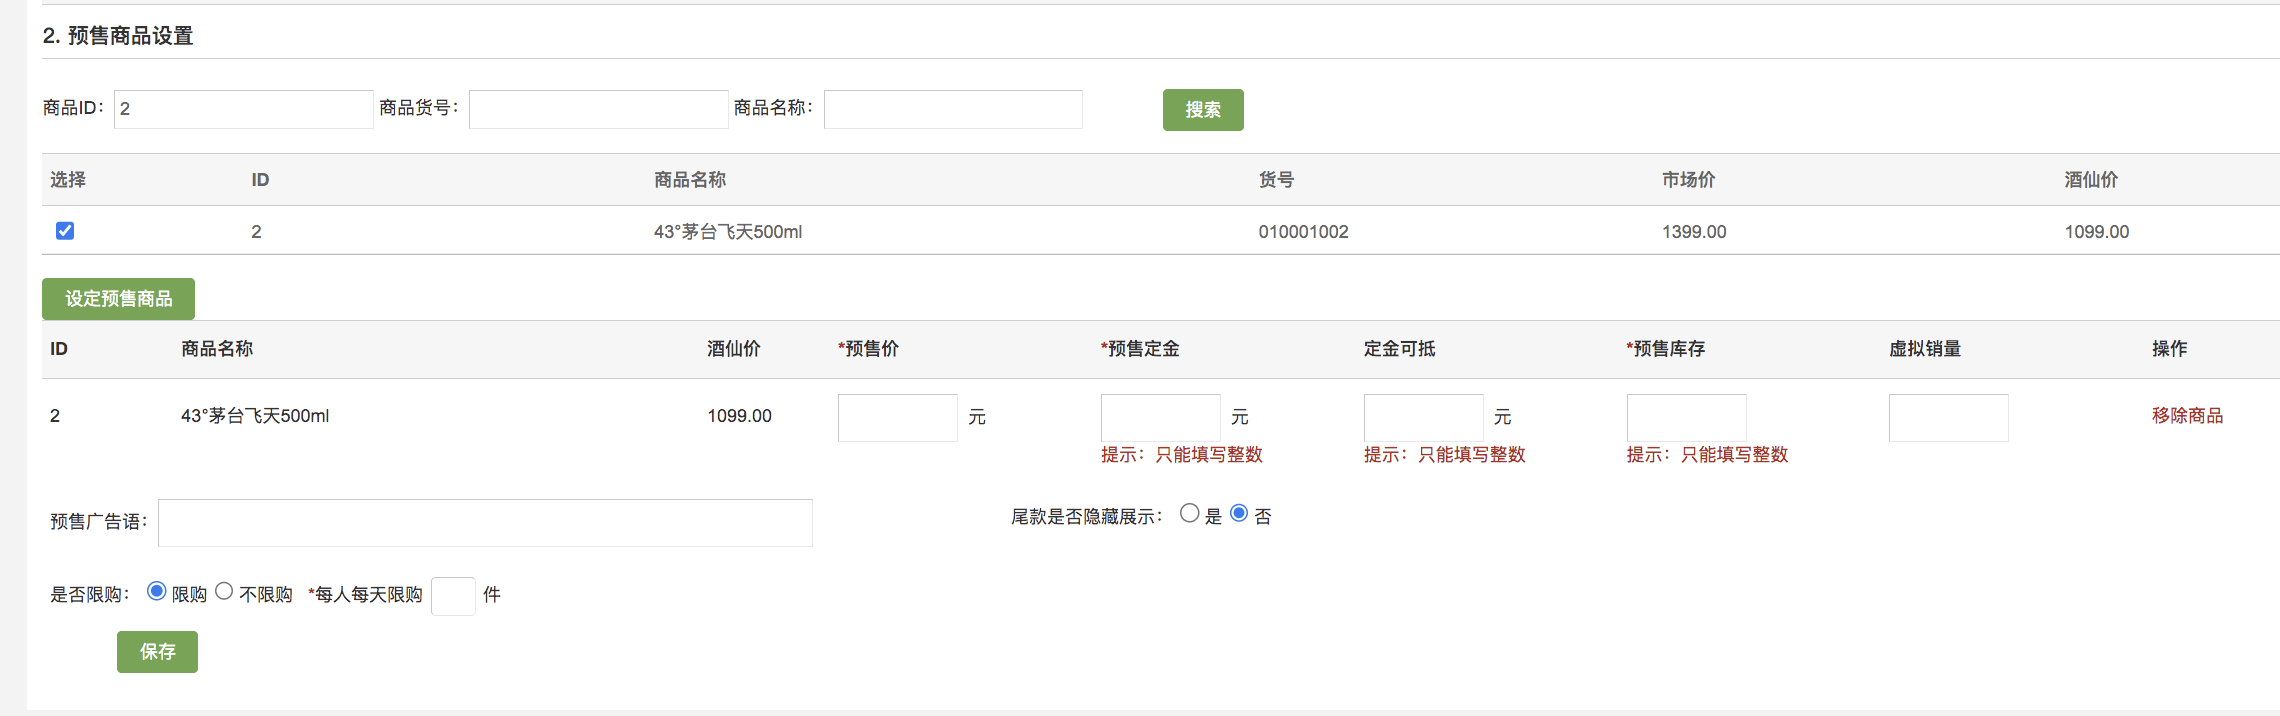 2. 预售商品设置
商品ID： 2 商品货号： 商品名称： 搜索
选择 ID 商品名称 货号 市场价 酒仙价
2 43°茅台飞天500ml 010001002 1399.00 1099.00
设定预售商品
ID 商品名称 酒仙价 *预售价 *预售定金 定金可抵 *预售库存 虚拟销量 操作
2 43°茅台飞天500ml 1099.00 元 元 元 移除商品
提示：只能填写整数 提示：只能填写整数 提示：只能填写整数
预售广告语： 尾款是否隐藏展示： 是 否
是否限购： 限购 不限购 *每人每天限购 件
保存